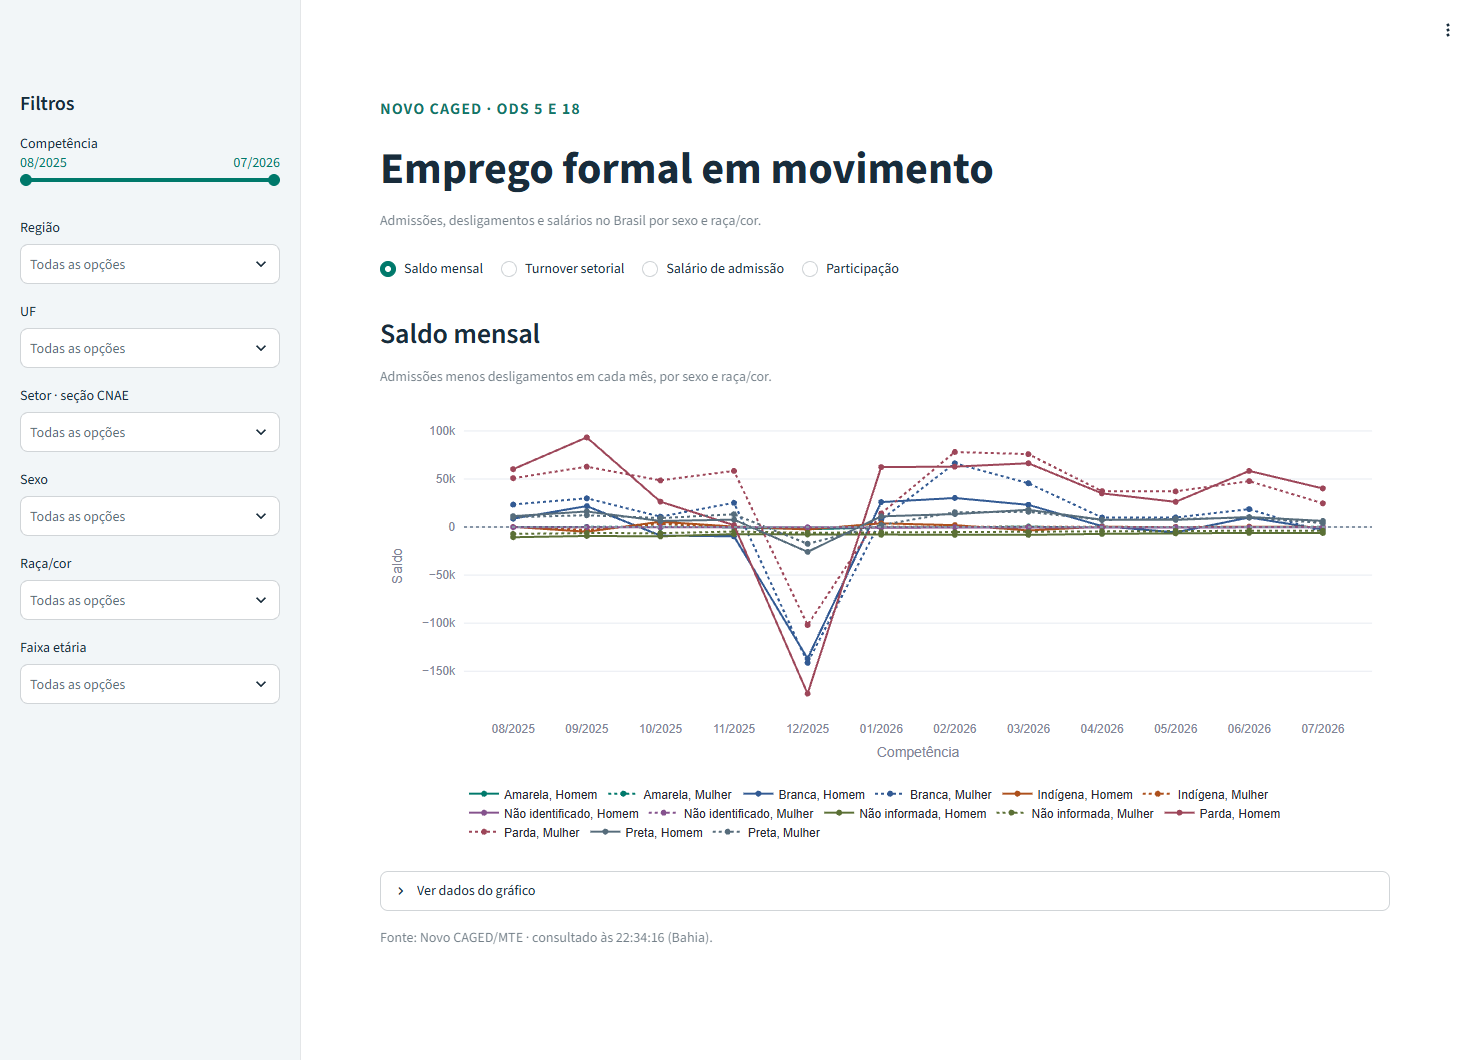 Filtros
Competência
08/2025 07/2026
Região
Todas as opções
UF
Todas as opções
Setor · seção CNAE
Todas as opções
Sexo
Todas as opções
Raça/cor
Todas as opções
Faixa etária
Todas as opções
NOVO CAGED · ODS 5 E 18
Emprego formal em movimento
Admissões, desligamentos e salários no Brasil por sexo e raça/cor.
Saldo mensal Turnover setorial Salário de admissão Participação
Saldo mensal
Admissões menos desligamentos em cada mês, por sexo e raça/cor.
100k
50k
0
−50k
−100k
−150k
Saldo
08/2025 09/2025 10/2025 11/2025 12/2025 01/2026 02/2026 03/2026 04/2026 05/2026 06/2026 07/2026
Competência
Amarela, Homem Amarela, Mulher Branca, Homem Branca, Mulher Indígena, Homem Indígena, Mulher
Não identificado, Homem Não identificado, Mulher Não informada, Homem Não informada, Mulher Parda, Homem
Parda, Mulher Preta, Homem Preta, Mulher
Ver dados do gráfico
Fonte: Novo CAGED/MTE · consultado às 22:34:16 (Bahia).